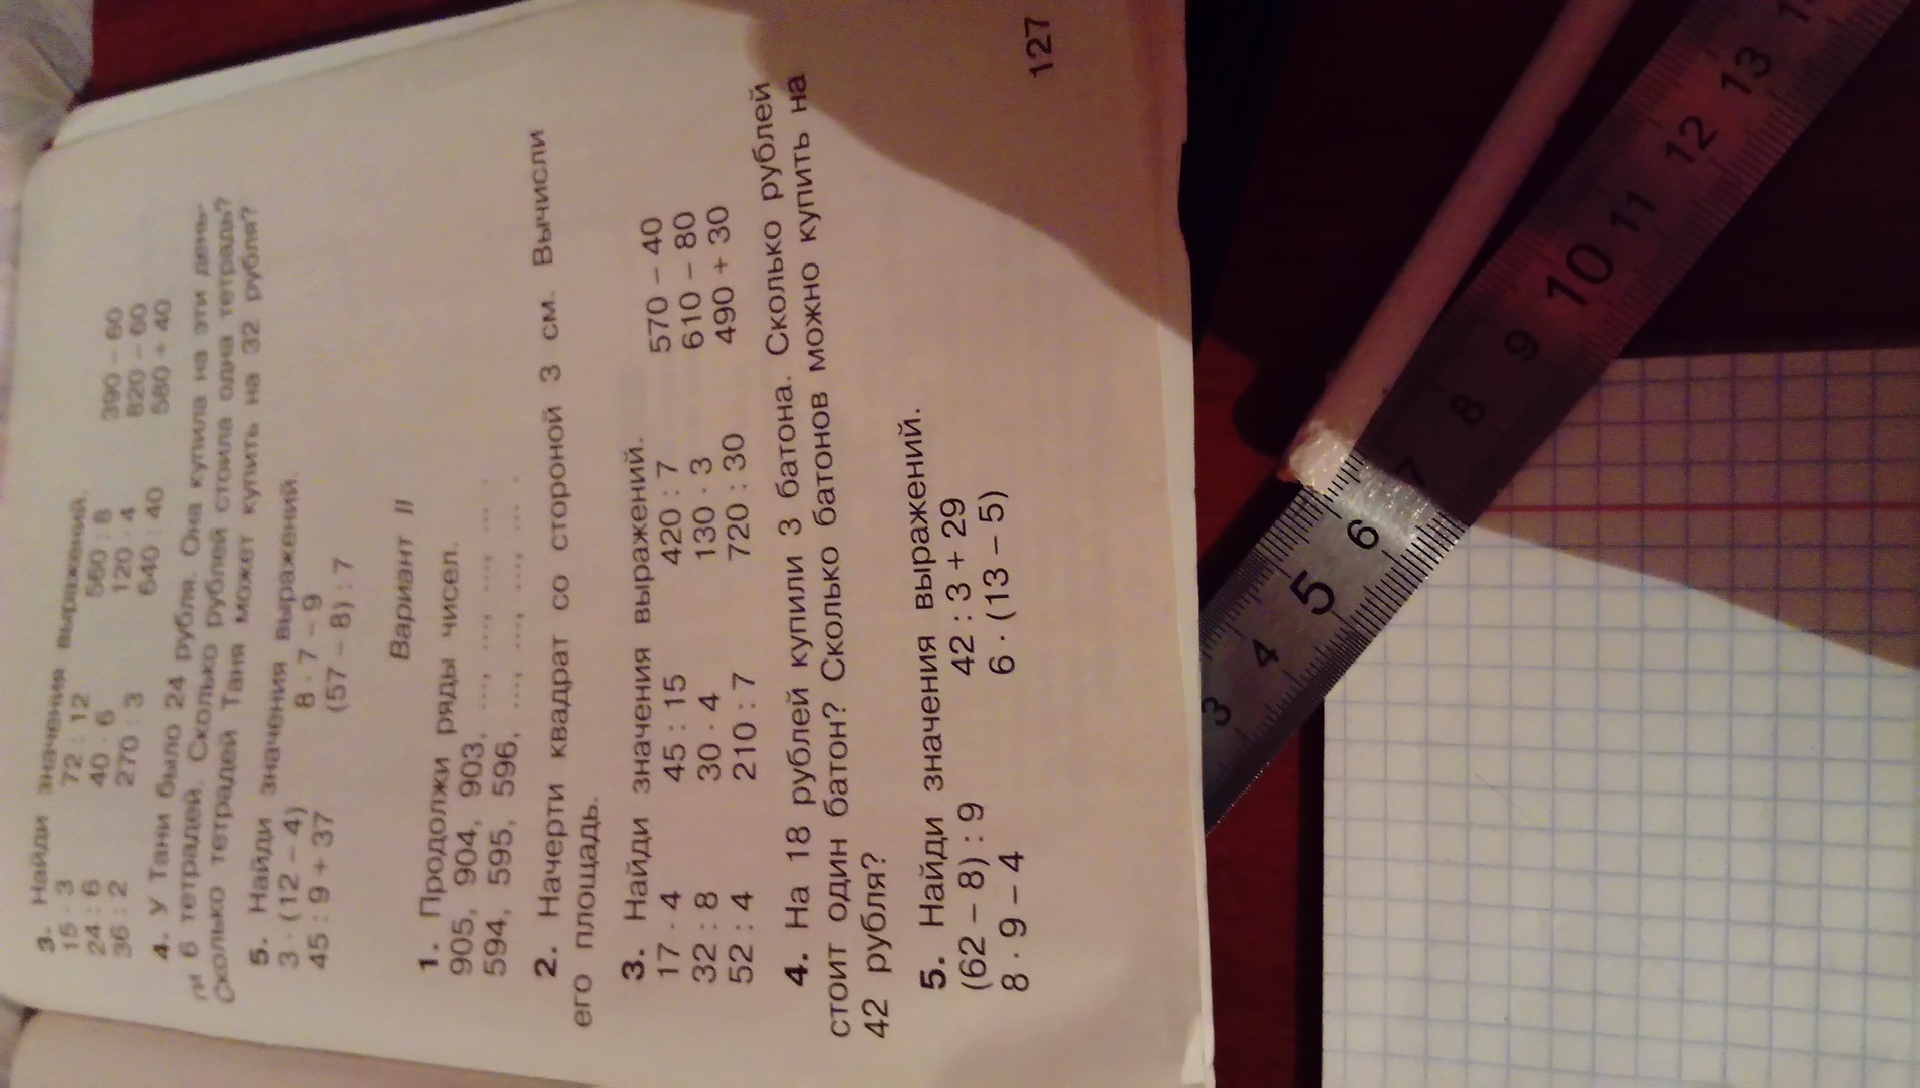 3. Найди значения выражений.
15 · 3 72 : 12 560 : 8 390 – 60
24 : 6 40 · 6 120 · 4 820 – 60
36 : 2 270 : 3 640 : 40 580 + 40
4. У Тани было 24 рубля. Она купила на эти день-
ги 6 тетрадей. Сколько рублей стоила одна тетрадь?
Сколько тетрадей Таня может купить на 32 рубля?
5. Найди значения выражений.
3 · (12 – 4) 8 · 7 – 9
45 : 9 + 37 (57 – 8) : 7
Вариант II
1. Продолжи ряды чисел.
905, 904, 903, ..., ..., ..., ... .
594, 595, 596, ..., ..., ..., ... .
2. Начерти квадрат со стороной 3 см. Вычисли
его площадь.
3. Найди значения выражений.
17 · 4 45 : 15 420 : 7 570 – 40
32 : 8 30 · 4 130 · 3 610 – 80
52 : 4 210 : 7 720 : 30 490 + 30
4. На 18 рублей купили 3 батона. Сколько рублей
стоит один батон? Сколько батонов можно купить на
42 рубля?
5. Найди значения выражений.
(62 – 8) : 9 42 : 3 + 29
8 · 9 – 4 6 · (13 – 5)
127
3 4 5 6 7 8 9 10 11 12 13